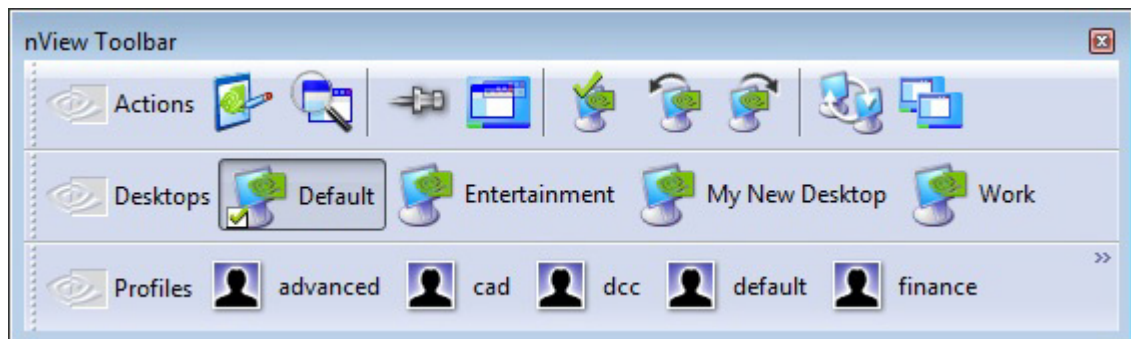 nView Toolbar
Actions
Desktops Default Entertainment My New Desktop Work
Profiles advanced cad dcc default finance